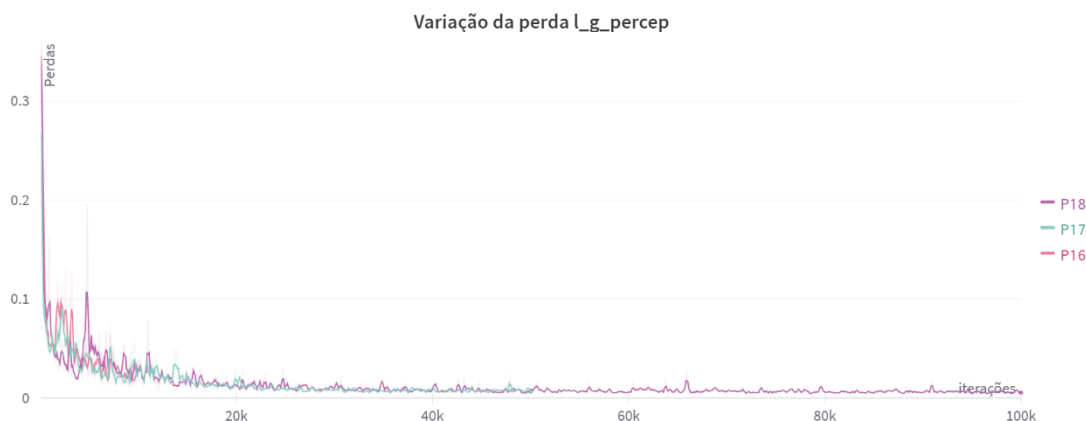 Variação da perda l_g_percep
Perdas
0.3
0.2
0.1
0
20k
40k
60k
80k
100k
iterações
P18
P17
P16